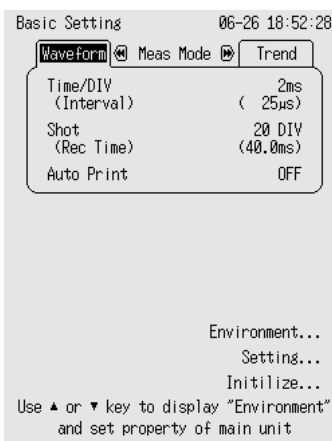 Basic Setting 06-26 18:52:28
Waveform Meas Mode Trend
Time/DIV 2ms
(Interval) ( 25µs)
Shot 20 DIV
(Rec Time) (40.0ms)
Auto Print OFF
Environment...
Setting...
Initilize...
Use ▲ or ▼ key to display "Environment"
and set property of main unit